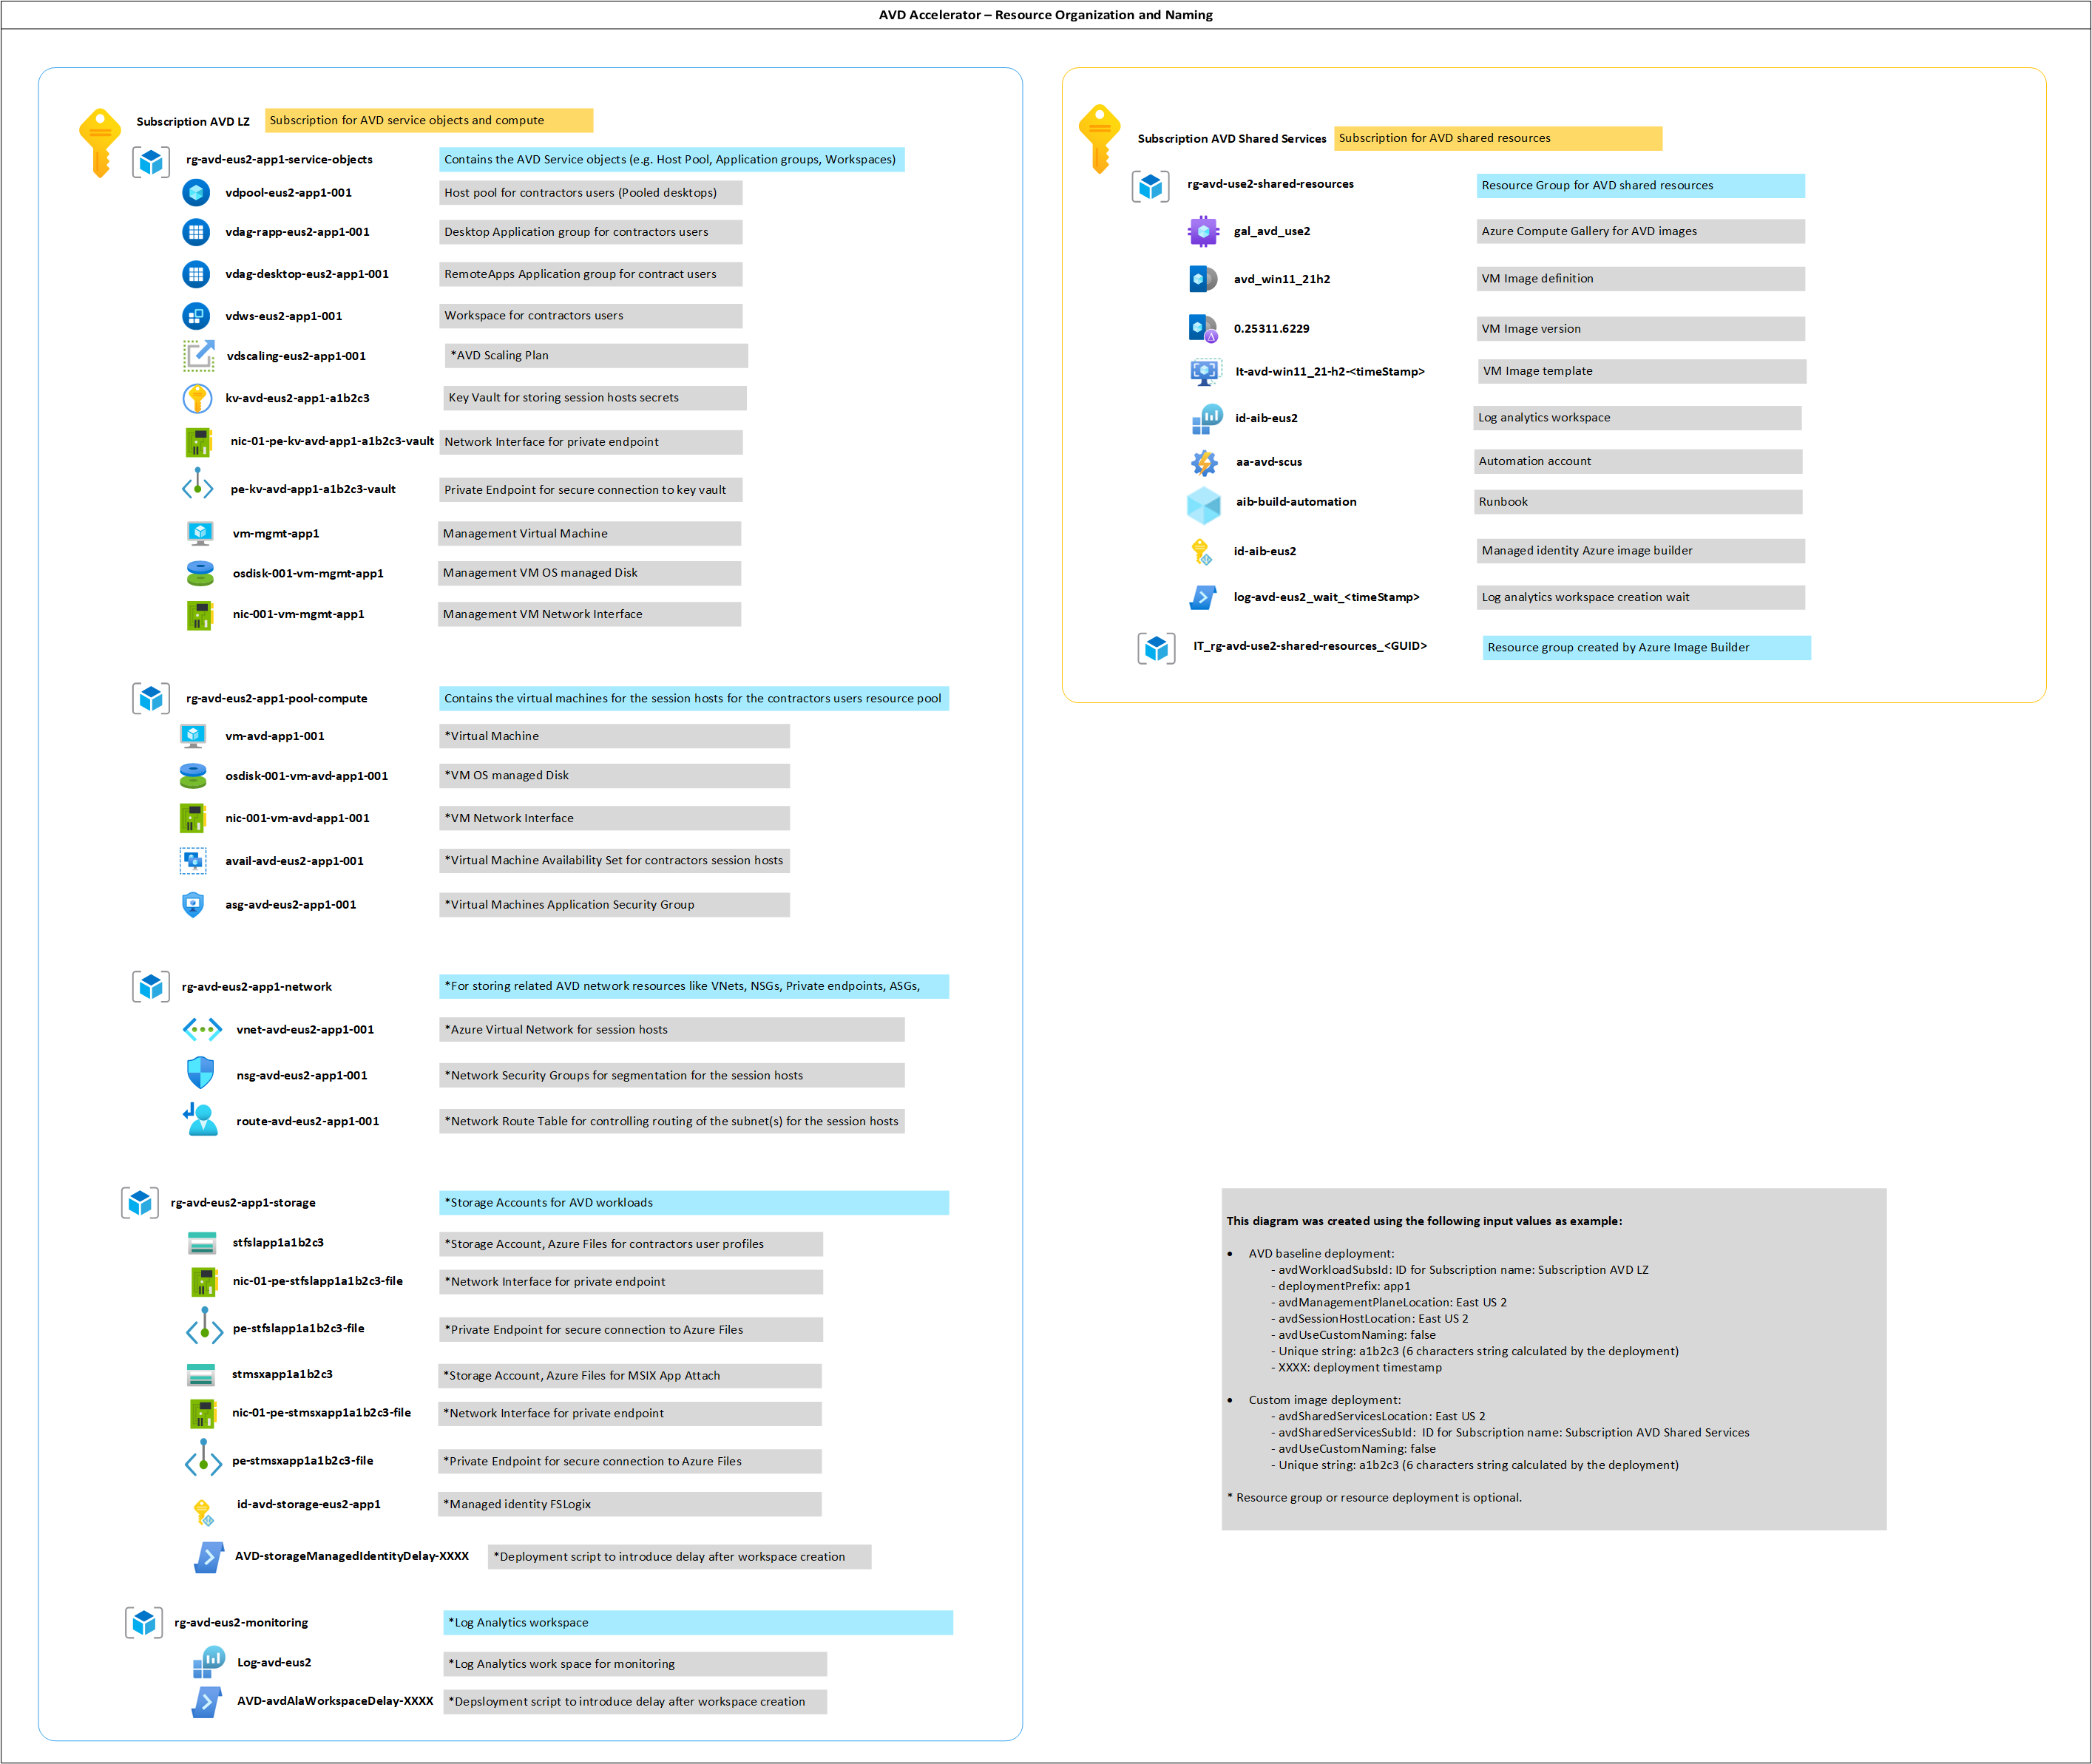 AVD Accelerator – Resource Organization and Naming
Subscription AVD LZ
Subscription for AVD service objects and compute
rg-avd-eus2-app1-service-objects
Contains the AVD Service objects (e.g. Host Pool, Application groups, Workspaces)
vdpool-eus2-app1-001
Host pool for contractors users (Pooled desktops)
vdag-rapp-eus2-app1-001
Desktop Application group for contractors users
vdag-desktop-eus2-app1-001
RemoteApps Application group for contract users
vdws-eus2-app1-001
Workspace for contractors users
vdscaling-eus2-app1-001
*AVD Scaling Plan
kv-avd-eus2-app1-a1b2c3
Key Vault for storing session hosts secrets
nic-01-pe-kv-avd-app1-a1b2c3-vault
Network Interface for private endpoint
pe-kv-avd-app1-a1b2c3-vault
Private Endpoint for secure connection to key vault
vm-mgmt-app1
Management Virtual Machine
osdisk-001-vm-mgmt-app1
Management VM OS managed Disk
nic-001-vm-mgmt-app1
Management VM Network Interface
rg-avd-eus2-app1-pool-compute
Contains the virtual machines for the session hosts for the contractors users resource pool
vm-avd-app1-001
*Virtual Machine
osdisk-001-vm-avd-app1-001
*VM OS managed Disk
nic-001-vm-avd-app1-001
*VM Network Interface
avail-avd-eus2-app1-001
*Virtual Machine Availability Set for contractors session hosts
asg-avd-eus2-app1-001
*Virtual Machines Application Security Group
rg-avd-eus2-app1-network
*For storing related AVD network resources like VNets, NSGs, Private endpoints, ASGs,
vnet-avd-eus2-app1-001
*Azure Virtual Network for session hosts
nsg-avd-eus2-app1-001
*Network Security Groups for segmentation for the session hosts
route-avd-eus2-app1-001
*Network Route Table for controlling routing of the subnet(s) for the session hosts
rg-avd-eus2-app1-storage
*Storage Accounts for AVD workloads
stfslapp1a1b2c3
*Storage Account, Azure Files for contractors user profiles
nic-01-pe-stfslapp1a1b2c3-file
*Network Interface for private endpoint
pe-stfslapp1a1b2c3-file
*Private Endpoint for secure connection to Azure Files
stmsxapp1a1b2c3
*Storage Account, Azure Files for MSIX App Attach
nic-01-pe-stmsxapp1a1b2c3-file
*Network Interface for private endpoint
pe-stmsxapp1a1b2c3-file
*Private Endpoint for secure connection to Azure Files
id-avd-storage-eus2-app1
*Managed identity FSLogix
AVD-storageManagedIdentityDelay-XXXX
*Deployment script to introduce delay after workspace creation
rg-avd-eus2-monitoring
*Log Analytics workspace
Log-avd-eus2
*Log Analytics work space for monitoring
AVD-avdAlaWorkspaceDelay-XXXX
*Depsloyment script to introduce delay after workspace creation
Subscription AVD Shared Services
Subscription for AVD shared resources
rg-avd-use2-shared-resources
Resource Group for AVD shared resources
gal_avd_use2
Azure Compute Gallery for AVD images
avd_win11_21h2
VM Image definition
0.25311.6229
VM Image version
It-avd-win11_21-h2-<timeStamp>
VM Image template
id-aib-eus2
Log analytics workspace
aa-avd-scus
Automation account
aib-build-automation
Runbook
id-aib-eus2
Managed identity Azure image builder
log-avd-eus2_wait_<timeStamp>
Log analytics workspace creation wait
IT_rg-avd-use2-shared-resources_<GUID>
Resource group created by Azure Image Builder
This diagram was created using the following input values as example:
• AVD baseline deployment:
- avdWorkloadSubsId: ID for Subscription name: Subscription AVD LZ
- deploymentPrefix: app1
- avdManagementPlaneLocation: East US 2
- avdSessionHostLocation: East US 2
- avdUseCustomNaming: false
- Unique string: a1b2c3 (6 characters string calculated by the deployment)
- XXXX: deployment timestamp
• Custom image deployment:
- avdSharedServicesLocation: East US 2
- avdSharedServicesSubId: ID for Subscription name: Subscription AVD Shared Services
- avdUseCustomNaming: false
- Unique string: a1b2c3 (6 characters string calculated by the deployment)
* Resource group or resource deployment is optional.